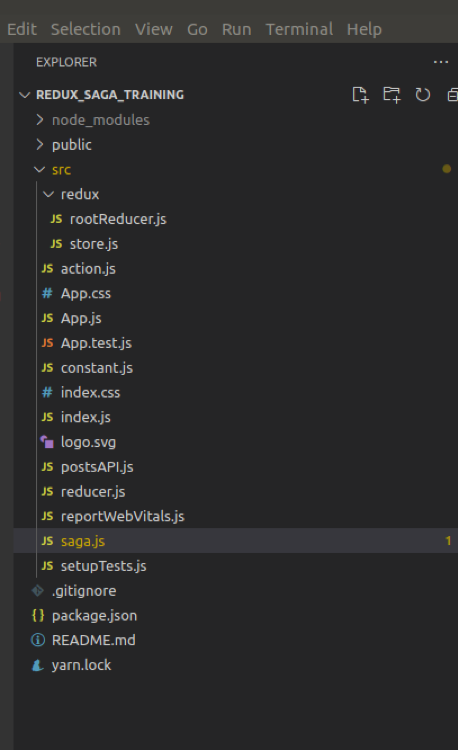 Edit Selection View Go Run Terminal Help
EXPLORER ...
REDUX_SAGA_TRAINING
node_modules
public
src
redux
JS rootReducer.js
JS store.js
JS action.js
# App.css
JS App.js
JS App.test.js
JS constant.js
# index.css
JS index.js
logo.svg
JS postsAPI.js
JS reducer.js
JS reportWebVitals.js
JS saga.js 1
JS setupTests.js
.gitignore
{} package.json
README.md
yarn.lock